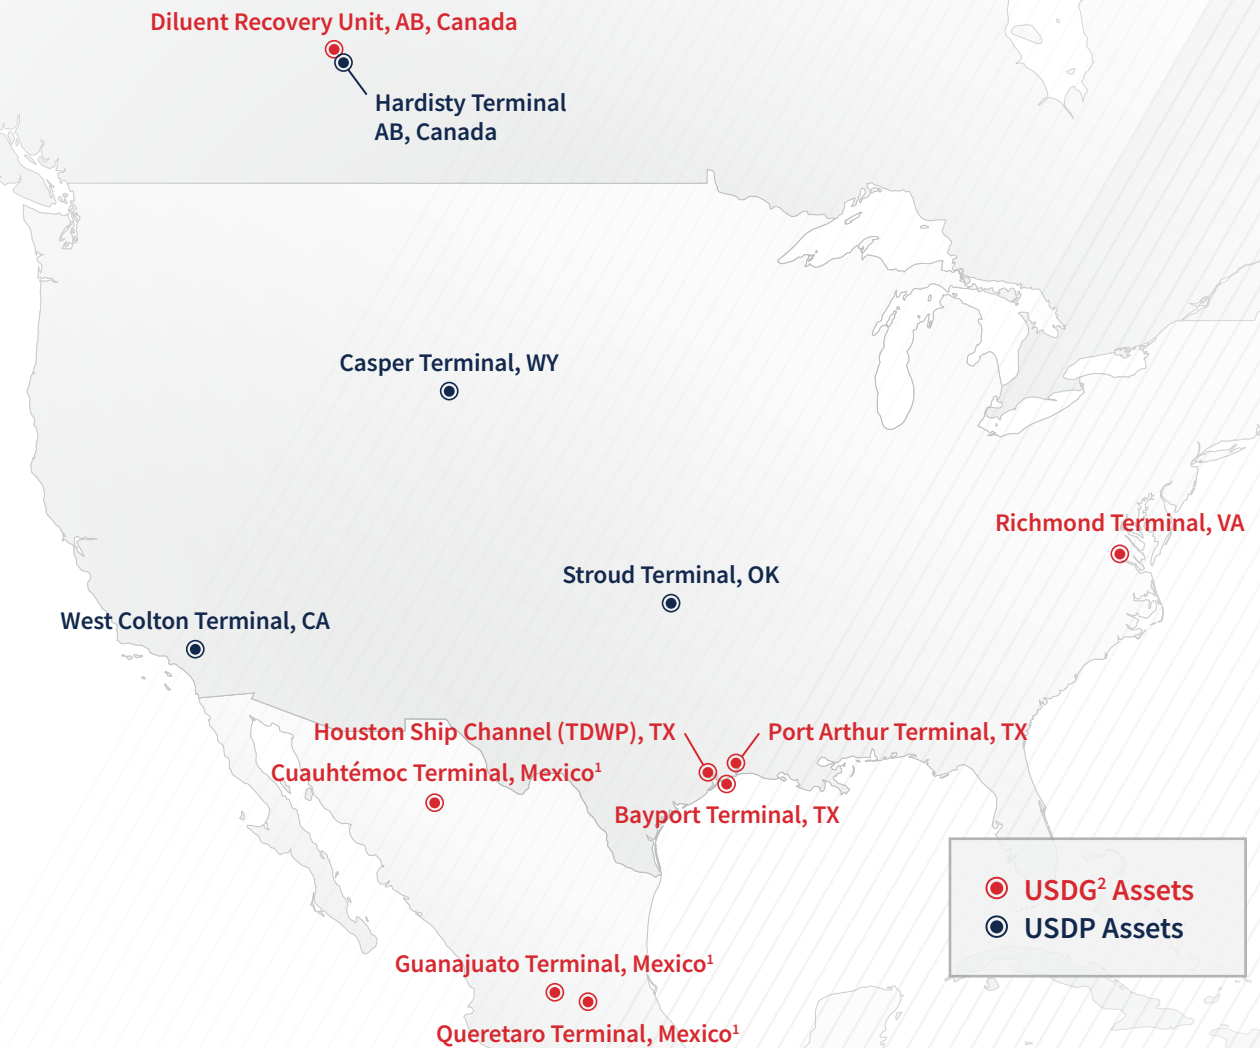 Diluent Recovery Unit, AB, Canada
Hardisty Terminal
AB, Canada
Casper Terminal, WY
Richmond Terminal, VA
Stroud Terminal, OK
West Colton Terminal, CA
Houston Ship Channel (TDWP), TX
Port Arthur Terminal, TX
Cuauhtémoc Terminal, Mexico¹
Bayport Terminal, TX
USDG² Assets
USDP Assets
Guanajuato Terminal, Mexico¹
Queretaro Terminal, Mexico¹